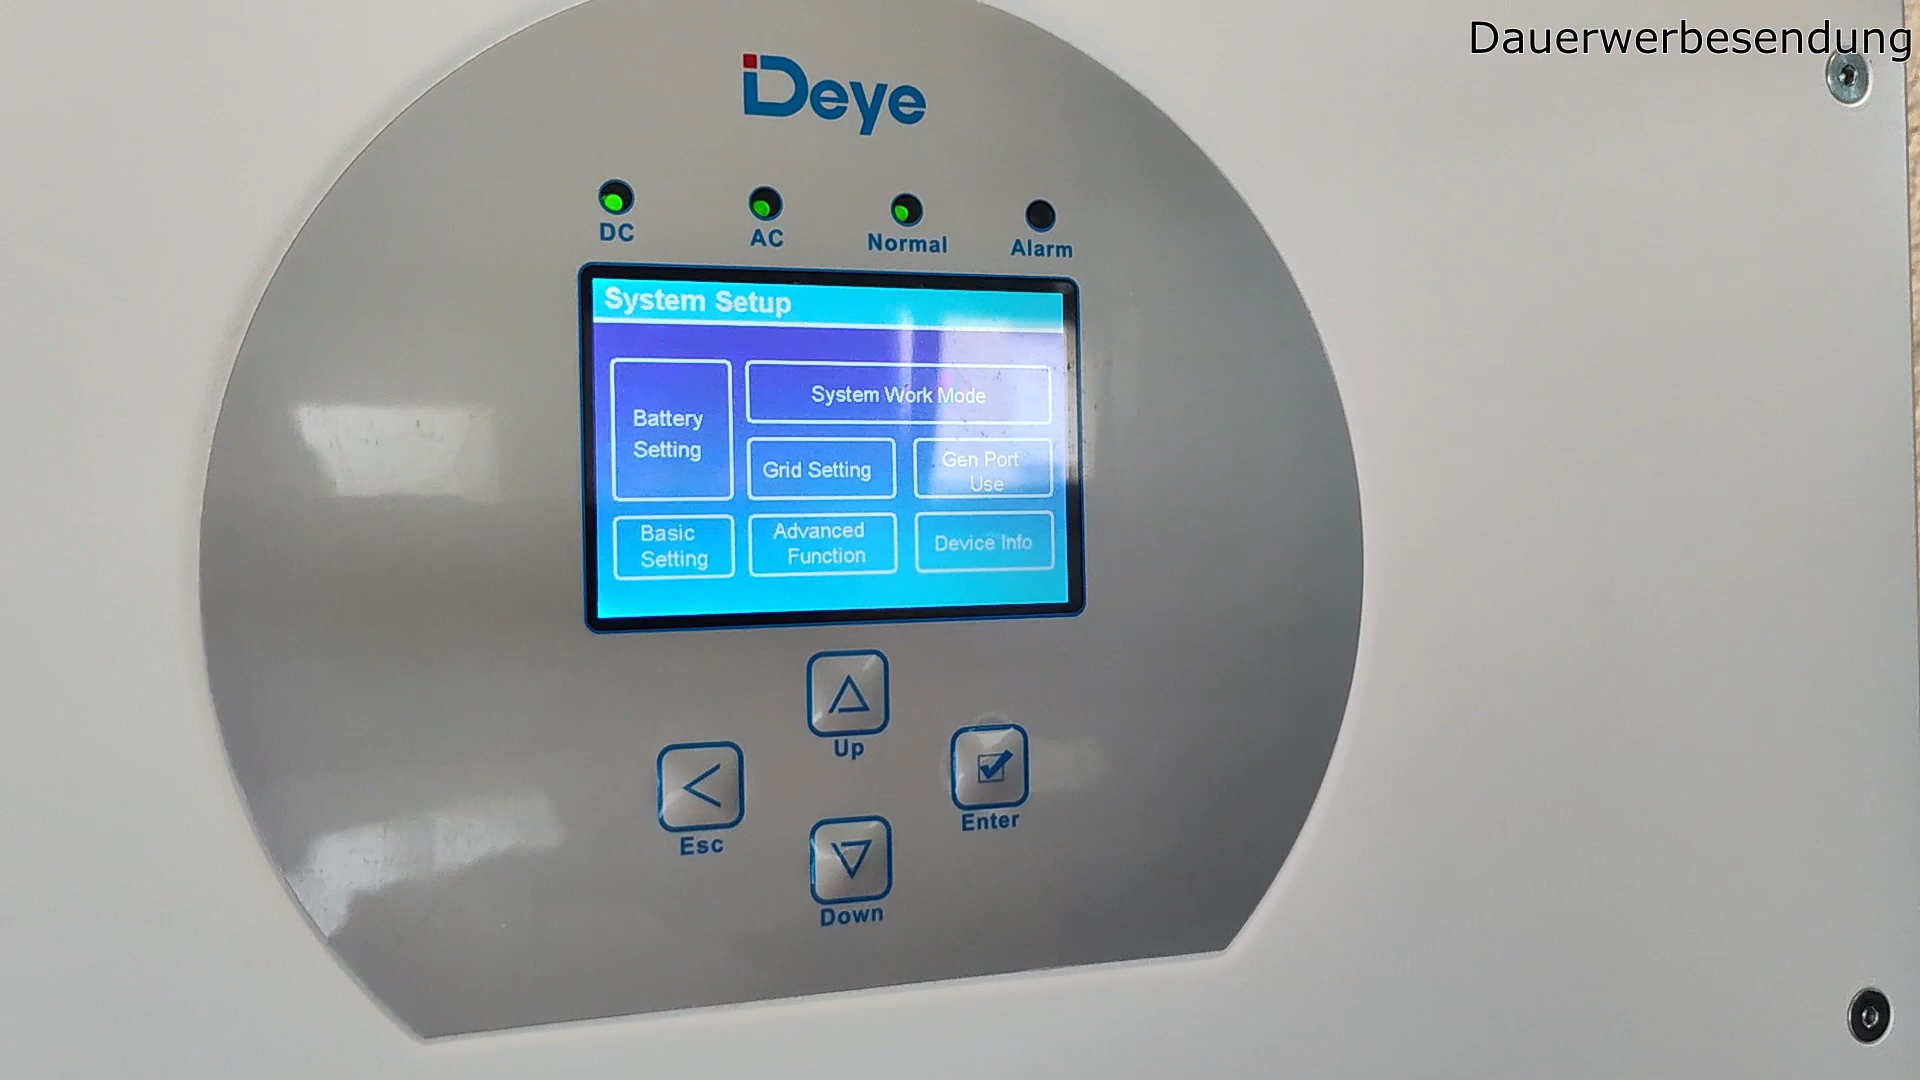 Dauerwerbesendung
Deye
DC
AC
Normal
Alarm
System Setup
Battery
Setting
System Work Mode
Grid Setting
Gen Port
Use
Basic
Setting
Advanced
Function
Device Info
Up
Esc
Enter
Down